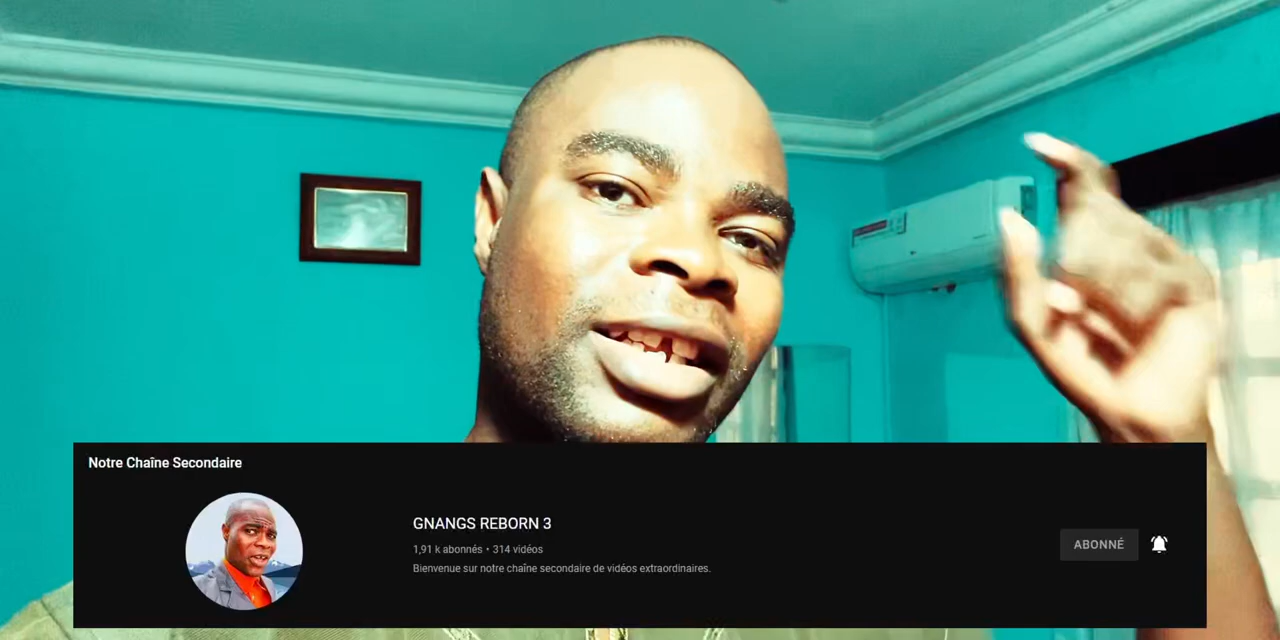 Notre Chaîne Secondaire
GNANGS REBORN 3
1,91 k abonnés • 314 vidéos
Bienvenue sur notre chaîne secondaire de vidéos extraordinaires.
ABONNÉ